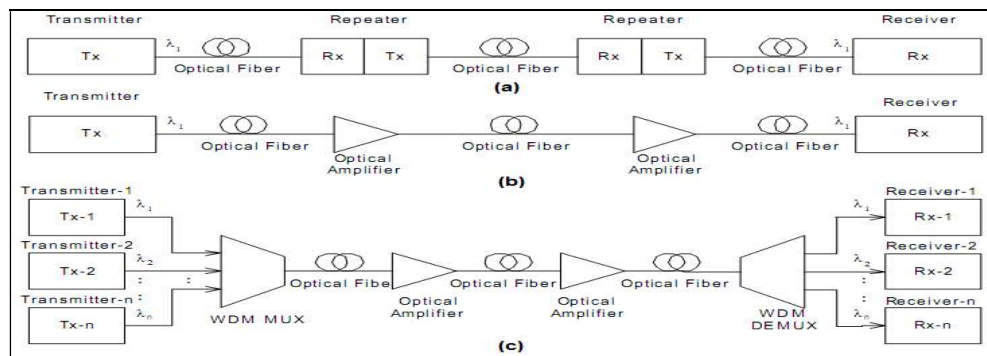 Transmitter Repeater Repeater Receiver
Tx λ1 Rx Tx Rx Tx λ1 Rx
Optical Fiber Optical Fiber Optical Fiber
(a)
Transmitter Receiver
Tx λ1 λ1 Rx
Optical Fiber Optical Fiber Optical Fiber
Optical Amplifier Optical Amplifier
(b)
Transmitter-1 Receiver-1
Tx-1 λ1 λ1 Rx-1
Transmitter-2 Receiver-2
Tx-2 λ2 λ2 Rx-2
Optical Fiber Optical Fiber Optical Fiber
Transmitter-n Receiver-n
Optical Amplifier Optical Amplifier
Tx-n λn λn Rx-n
WDM MUX WDM DEMUX
(c)